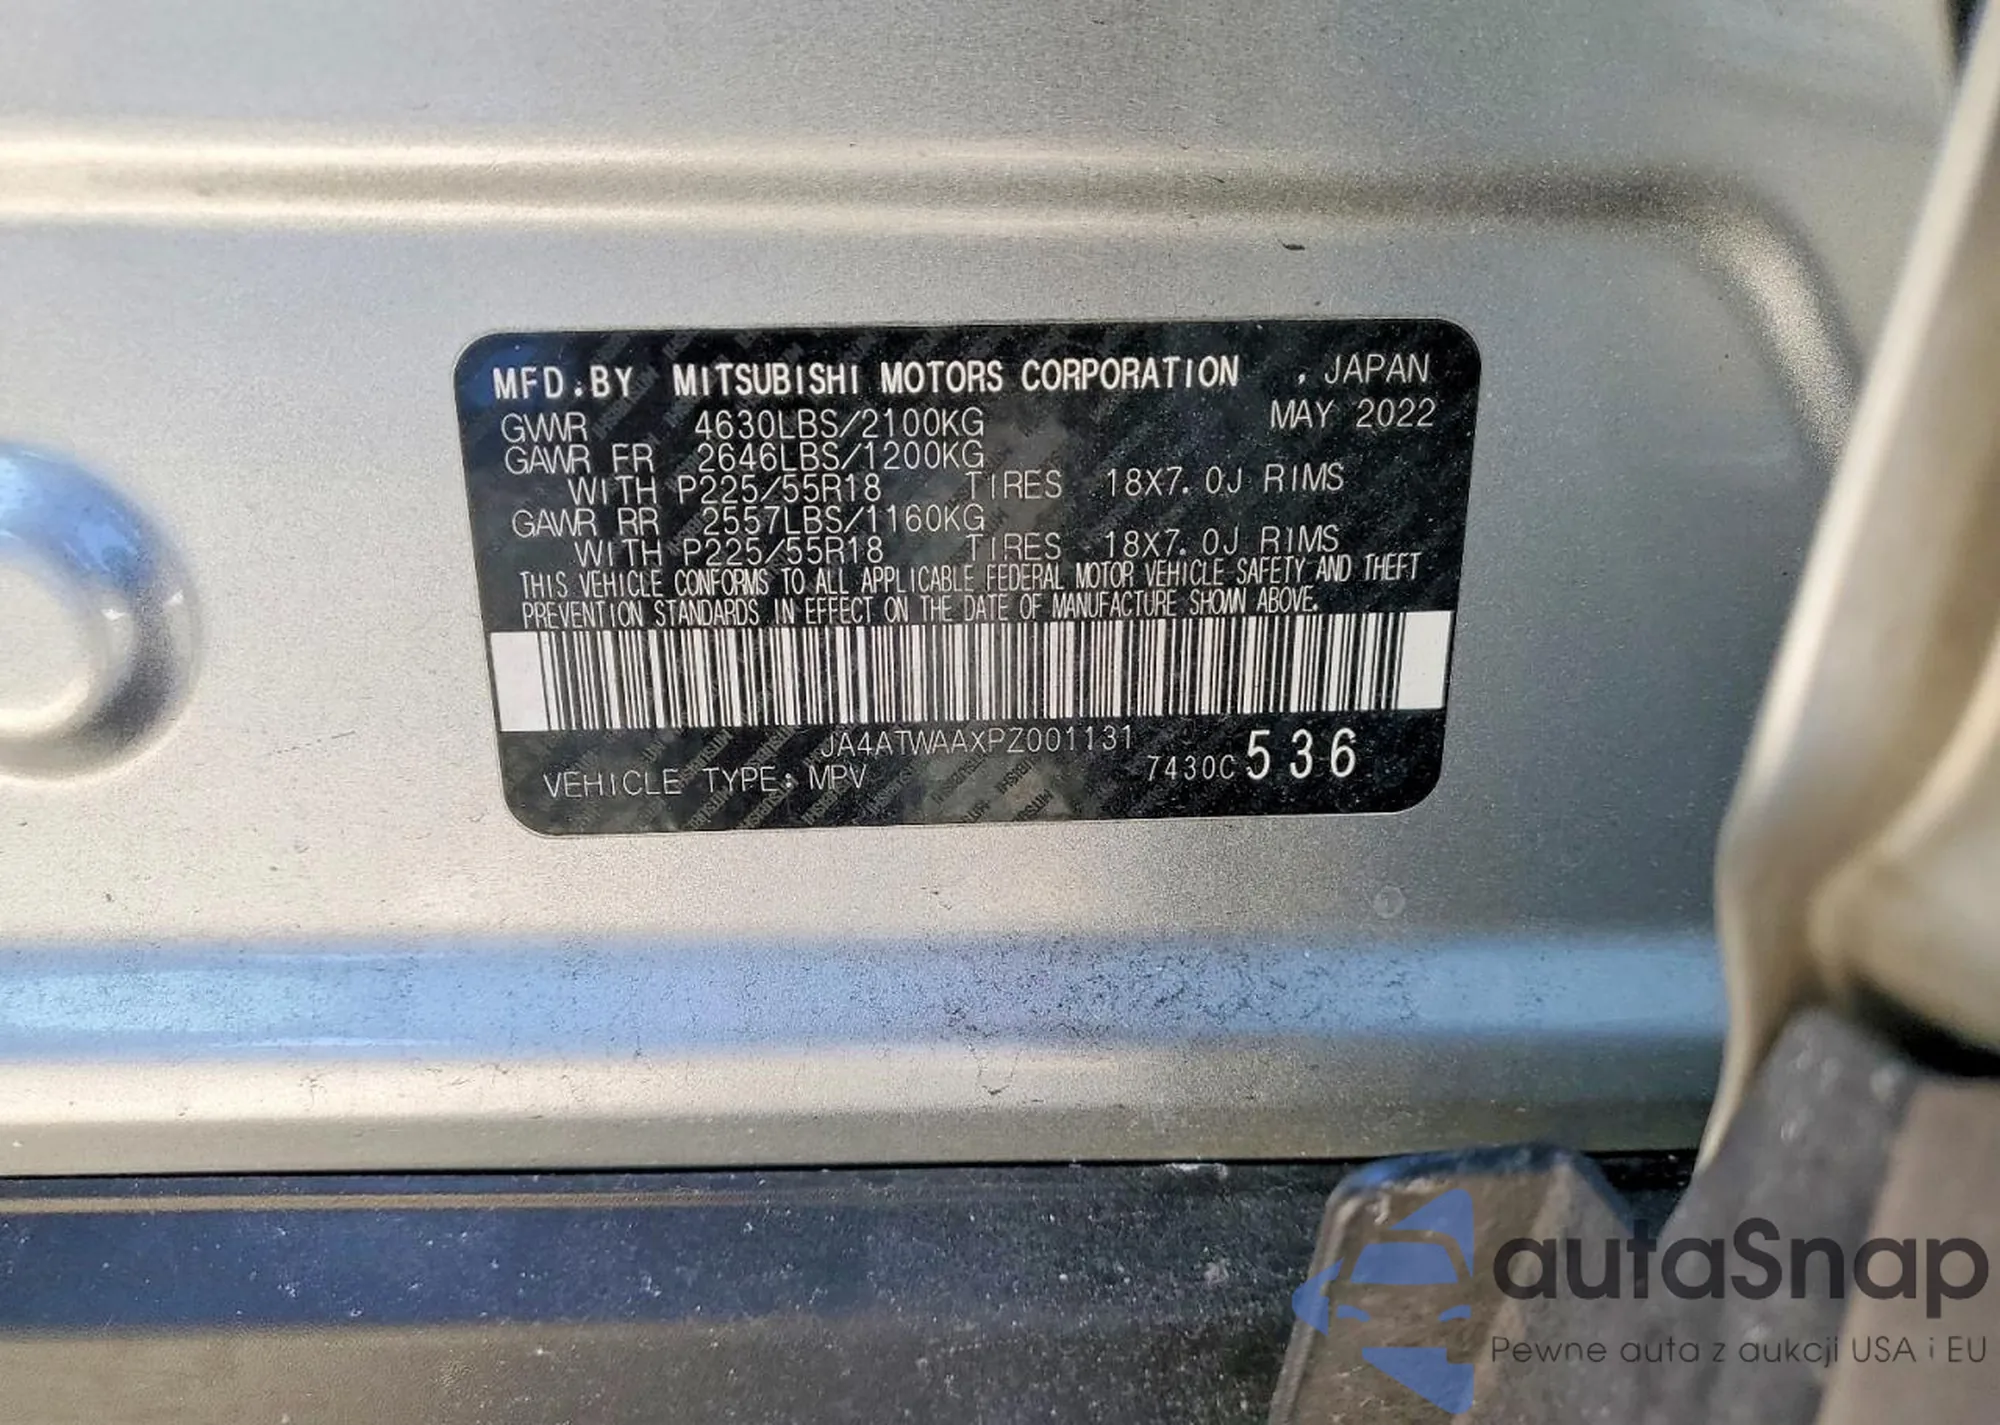 MFD.BY MITSUBISHI MOTORS CORPORATION , JAPAN
MAY 2022
GVWR 4630LBS/2100KG
GAWR FR 2646LBS/1200KG
WITH P225/55R18 TIRES 18X7.0J RIMS
GAWR RR 2557LBS/1160KG
WITH P225/55R18 TIRES 18X7.0J RIMS
THIS VEHICLE CONFORMS TO ALL APPLICABLE FEDERAL MOTOR VEHICLE SAFETY AND THEFT
PREVENTION STANDARDS IN EFFECT ON THE DATE OF MANUFACTURE SHOWN ABOVE.
JA4ATWAAXPZ001131
VEHICLE TYPE: MPV 7430C 536
autaSnap
Pewne auta z aukcji USA i EU